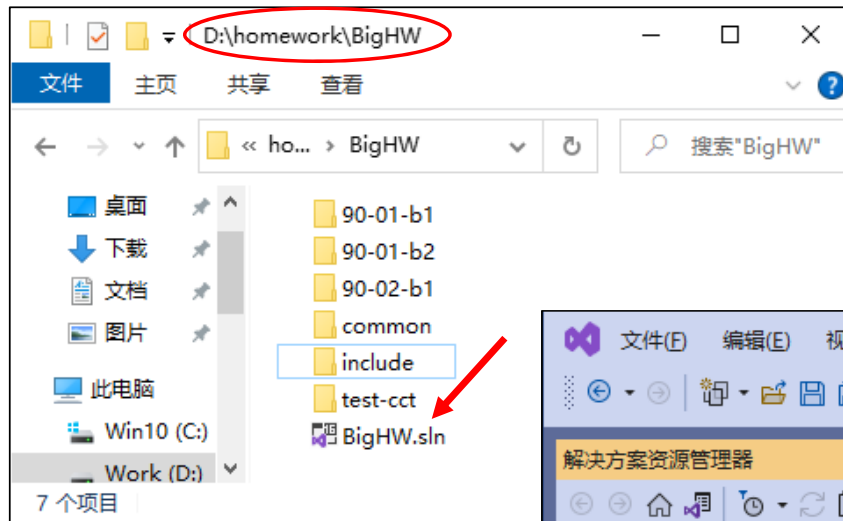 D:\homework\BigHW
文件 主页 共享 查看
« ho... › BigHW 搜索"BigHW"
桌面
下载
文档
图片
此电脑
Win10 (C:)
Work (D:)
90-01-b1
90-01-b2
90-02-b1
common
include
test-cct
BigHW.sln
7 个项目
文件(F) 编辑(E) 视
解决方案资源管理器